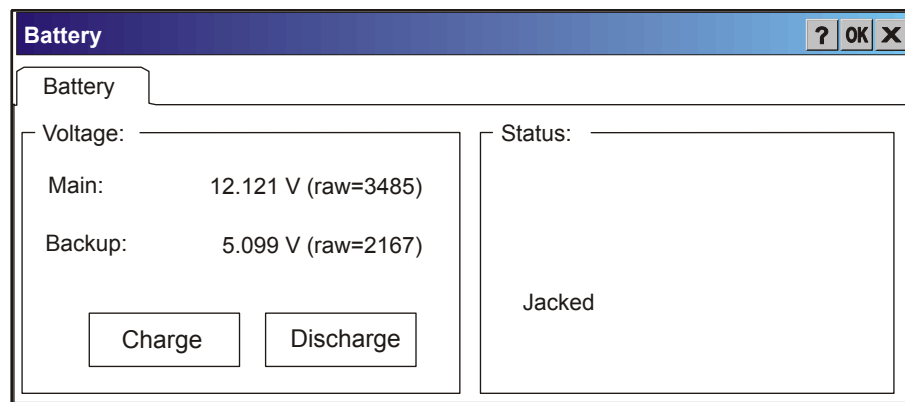 Battery ? OK X
Battery
Voltage:
Main: 12.121 V (raw=3485)
Backup: 5.099 V (raw=2167)
Charge Discharge
Status:
Jacked